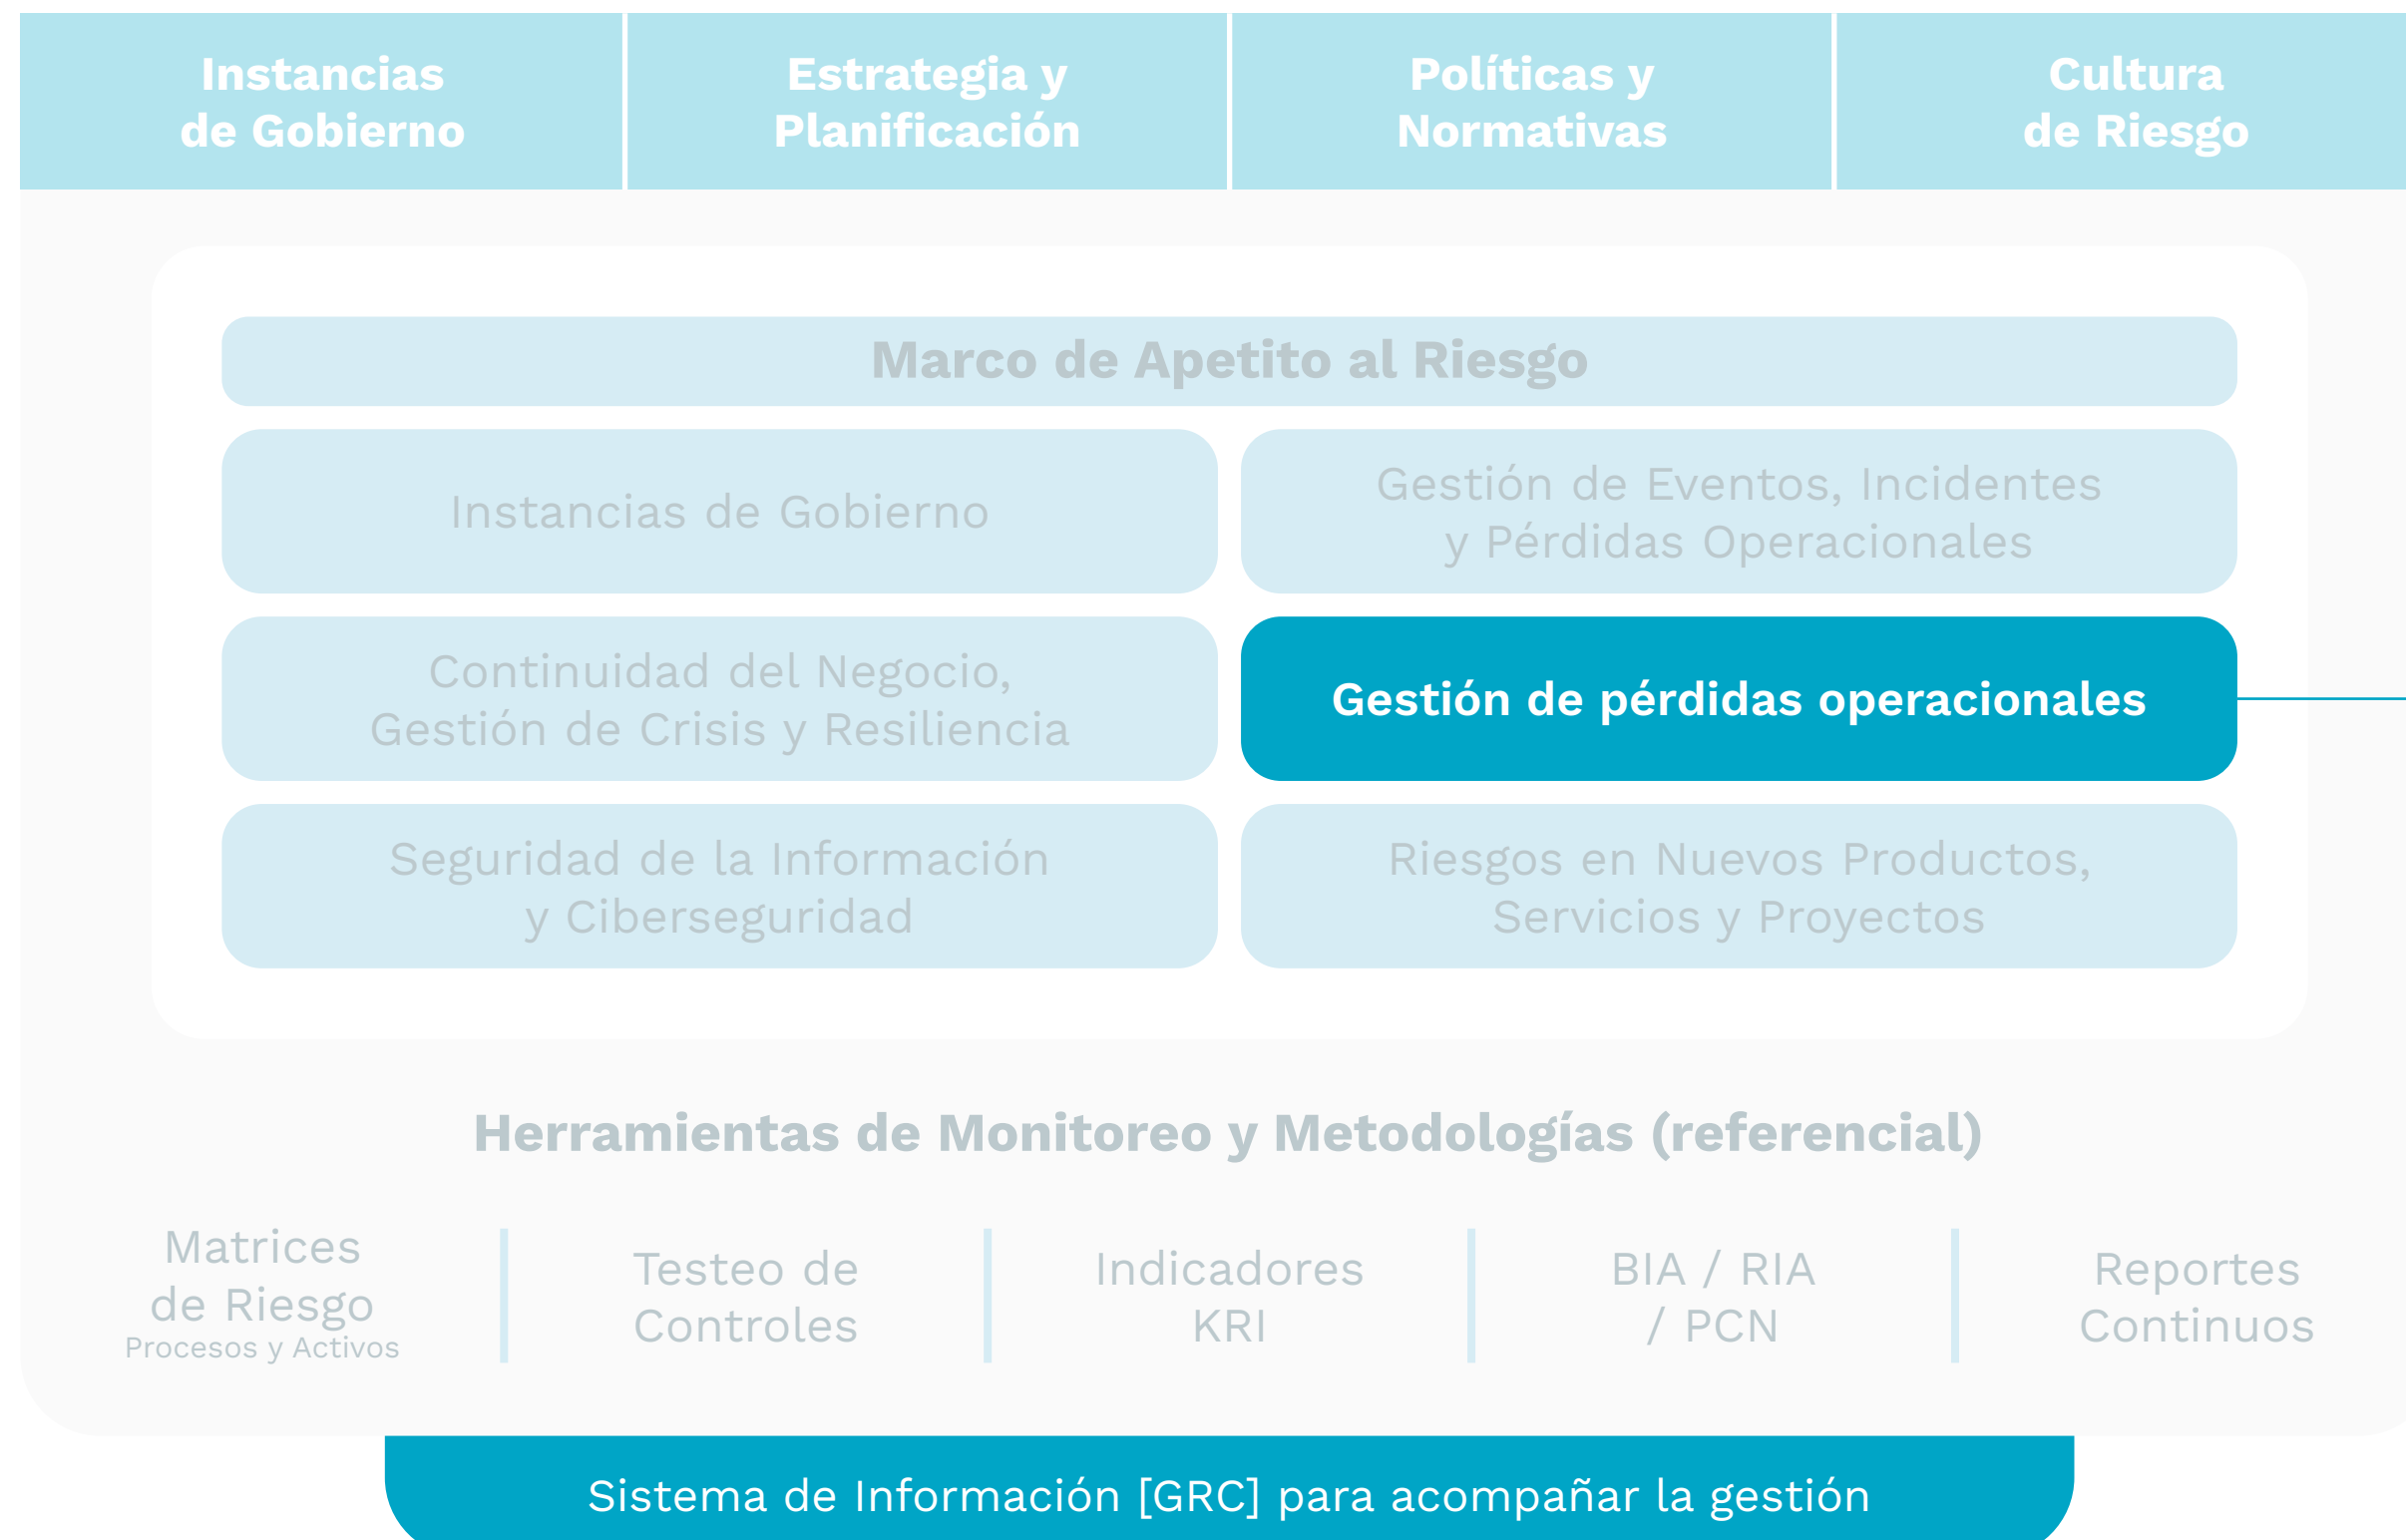 Instancias
de Gobierno
Estrategia y
Planificación
Políticas y
Normativas
Cultura
de Riesgo
Marco de Apetito al Riesgo
Instancias de Gobierno
Gestión de Eventos, Incidentes
y Pérdidas Operacionales
Continuidad del Negocio,
Gestión de Crisis y Resiliencia
Gestión de pérdidas operacionales
Seguridad de la Información
y Ciberseguridad
Riesgos en Nuevos Productos,
Servicios y Proyectos
Herramientas de Monitoreo y Metodologías (referencial)
Matrices
de Riesgo
Procesos y Activos
Testeo de
Controles
Indicadores
KRI
BIA / RIA
/ PCN
Reportes
Continuos
Sistema de Información [GRC] para acompañar la gestión